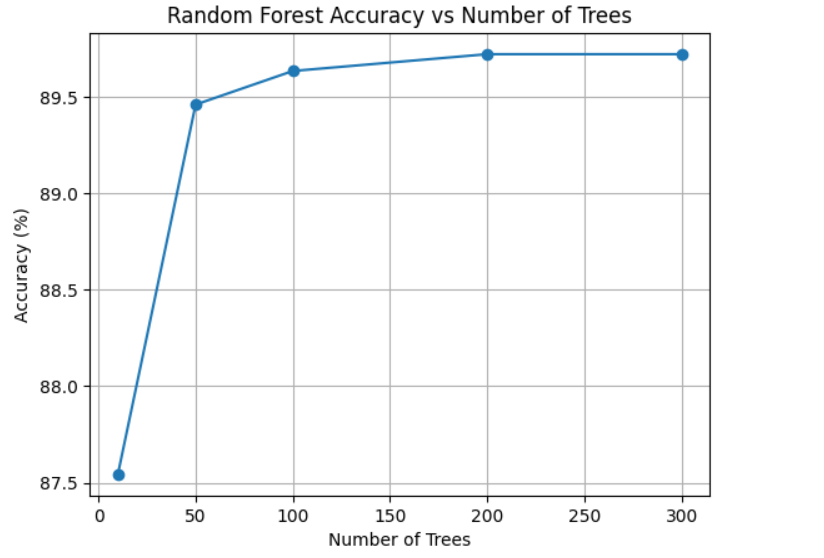 Random Forest Accuracy vs Number of Trees
Accuracy (%)
89.5
89.0
88.5
88.0
87.5
0 50 100 150 200 250 300
Number of Trees